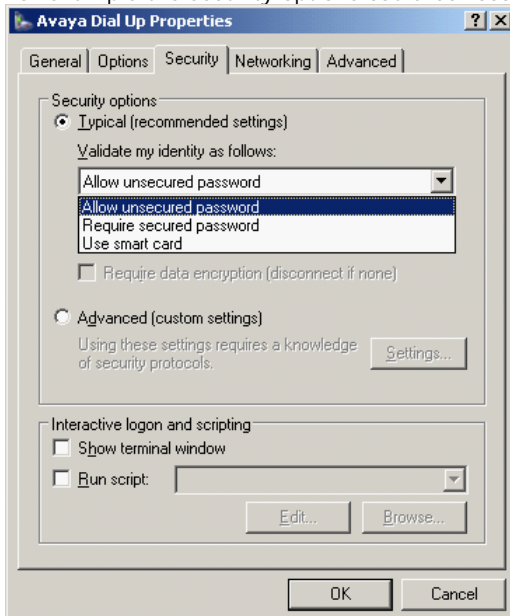 Avaya Dial Up Properties
General Options Security Networking Advanced
Security options
Typical (recommended settings)
Validate my identity as follows:
Allow unsecured password
Allow unsecured password
Require secured password
Use smart card
Require data encryption (disconnect if none)
Advanced (custom settings)
Using these settings requires a knowledge
of security protocols.
Settings...
Interactive logon and scripting
Show terminal window
Run script:
Edit... Browse...
OK Cancel